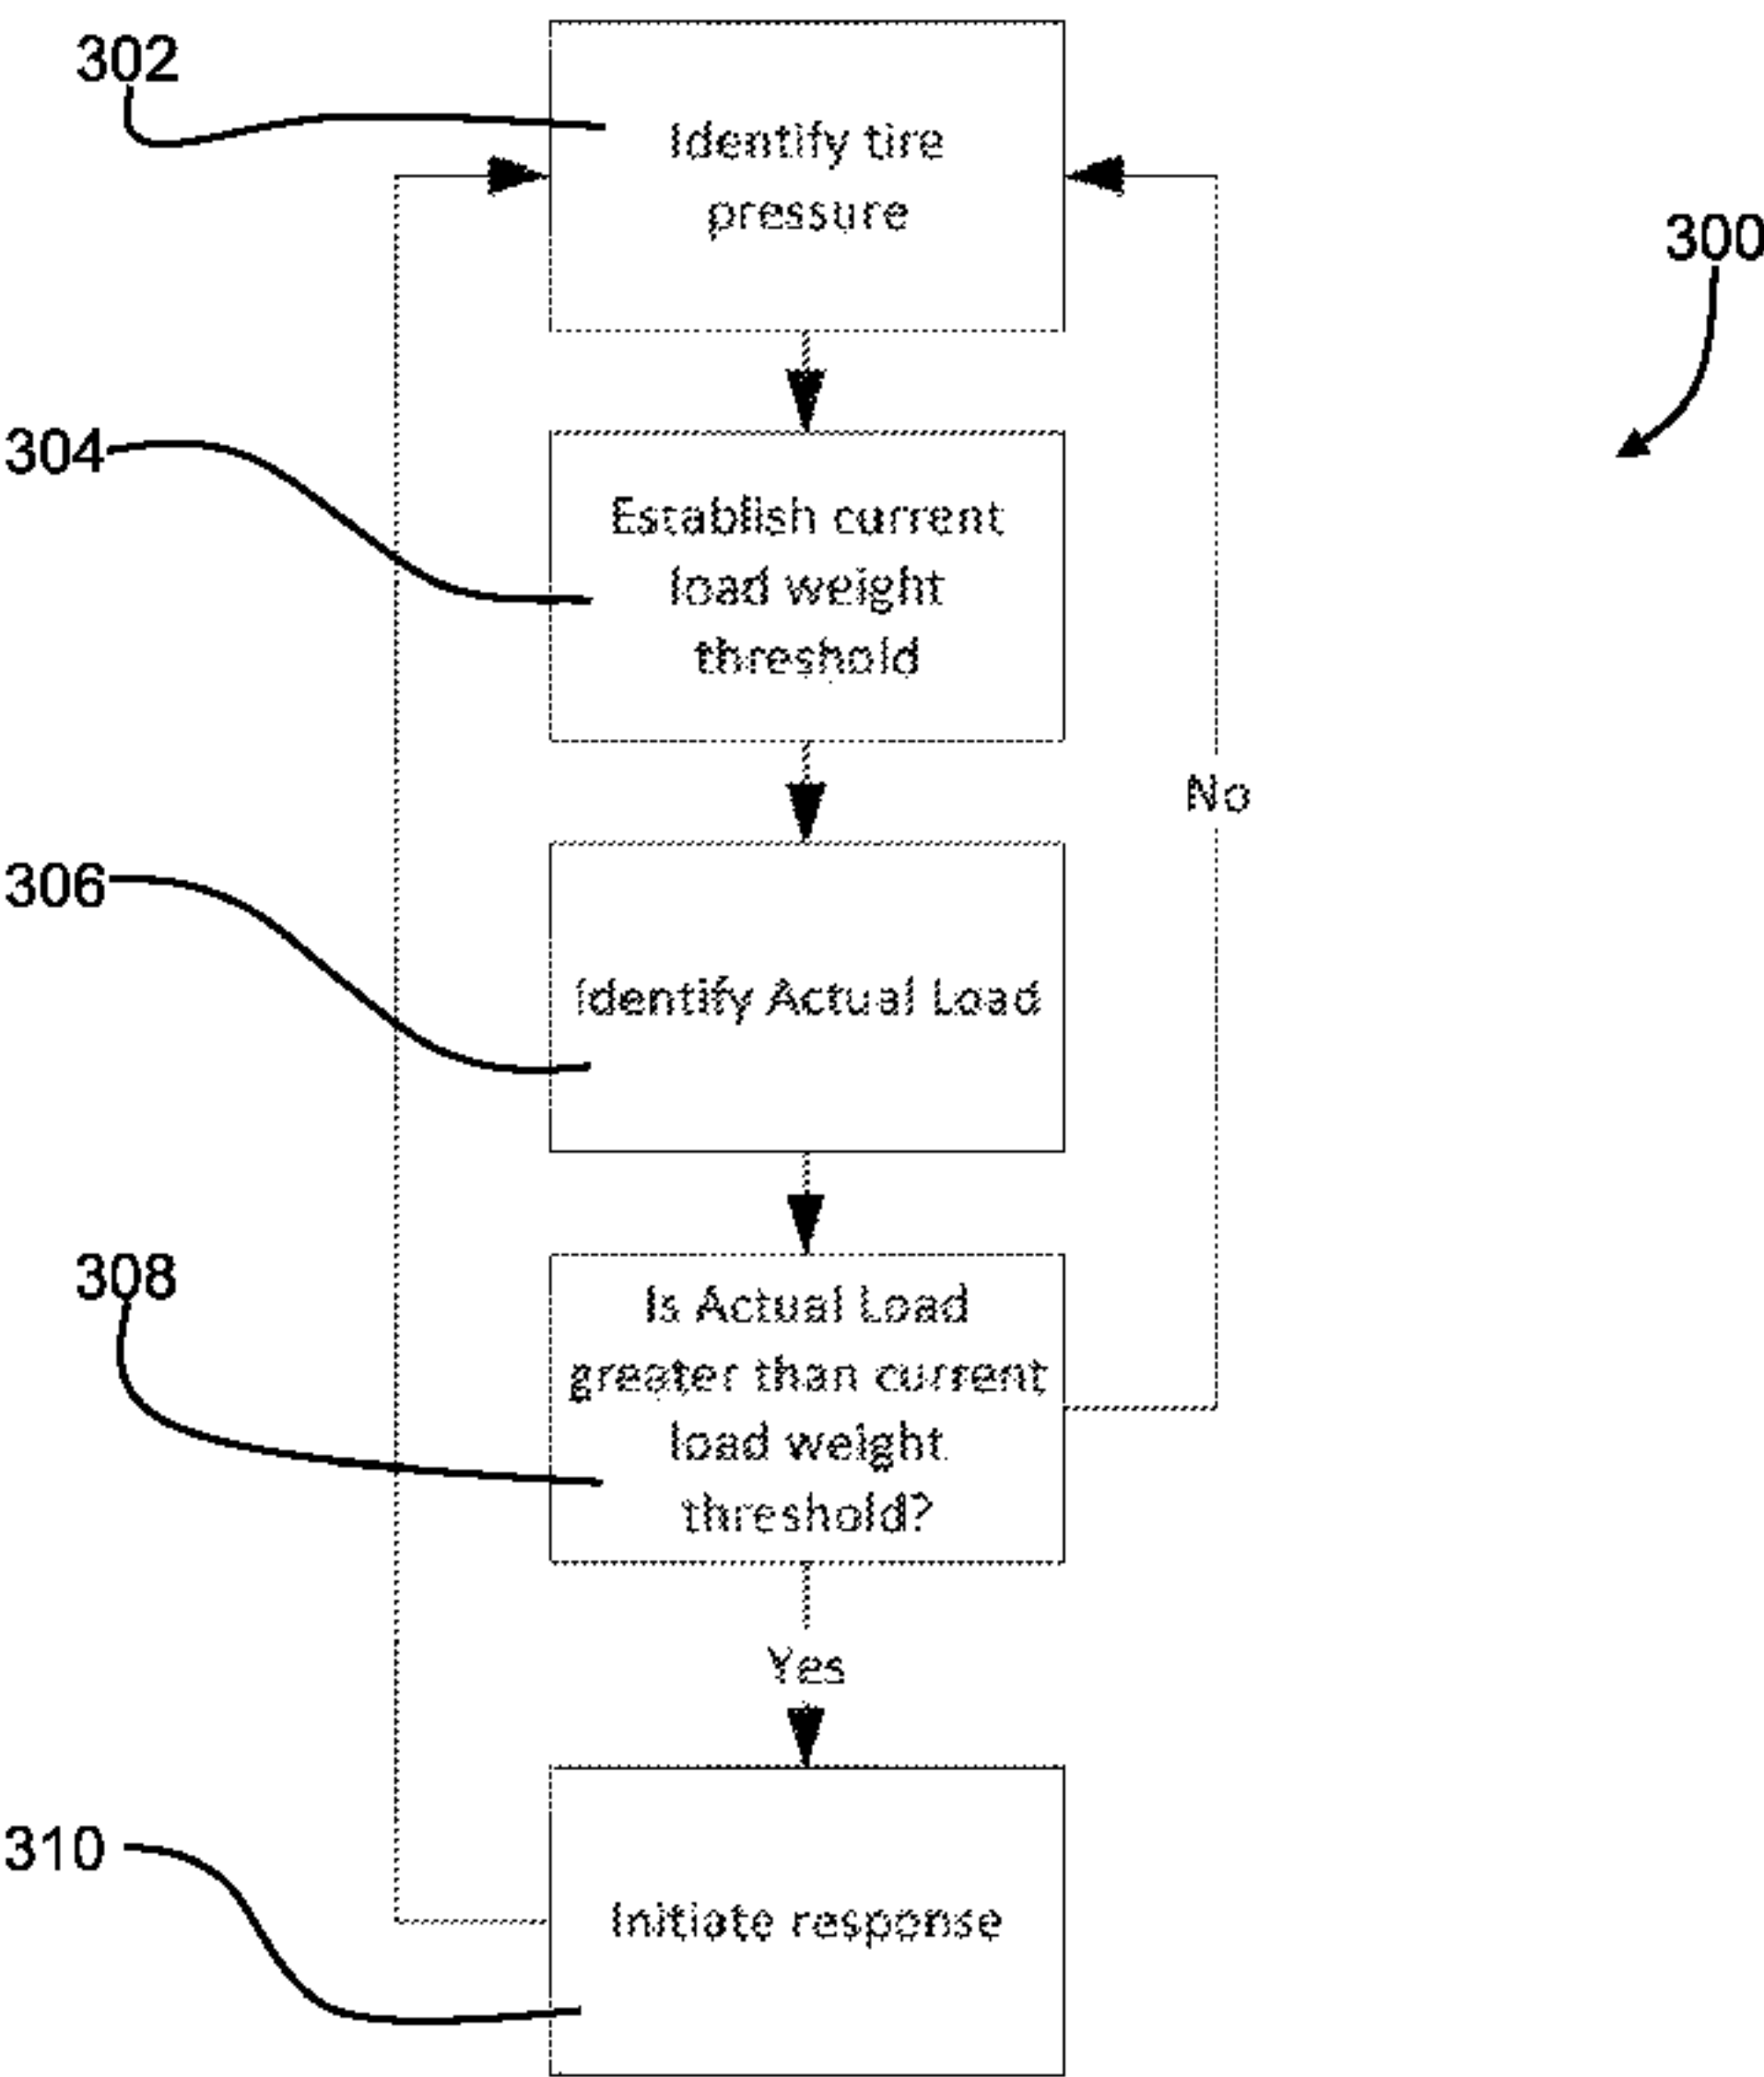 302
Identify tire
pressure
300
304
Establish current
load weight
threshold
No
306
Identify Actual Load
308
Is Actual Load
greater than current
load weight
threshold?
Yes
310
Initiate response